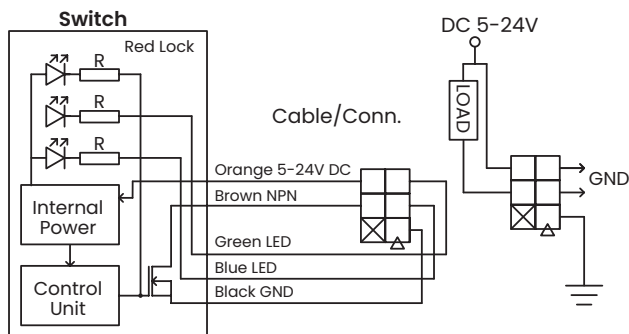 Switch
Red Lock
R
R
R
Internal
Power
Control
Unit
Cable/Conn.
Orange 5-24V DC
Brown NPN
Green LED
Blue LED
Black GND
DC 5-24V
LOAD
GND